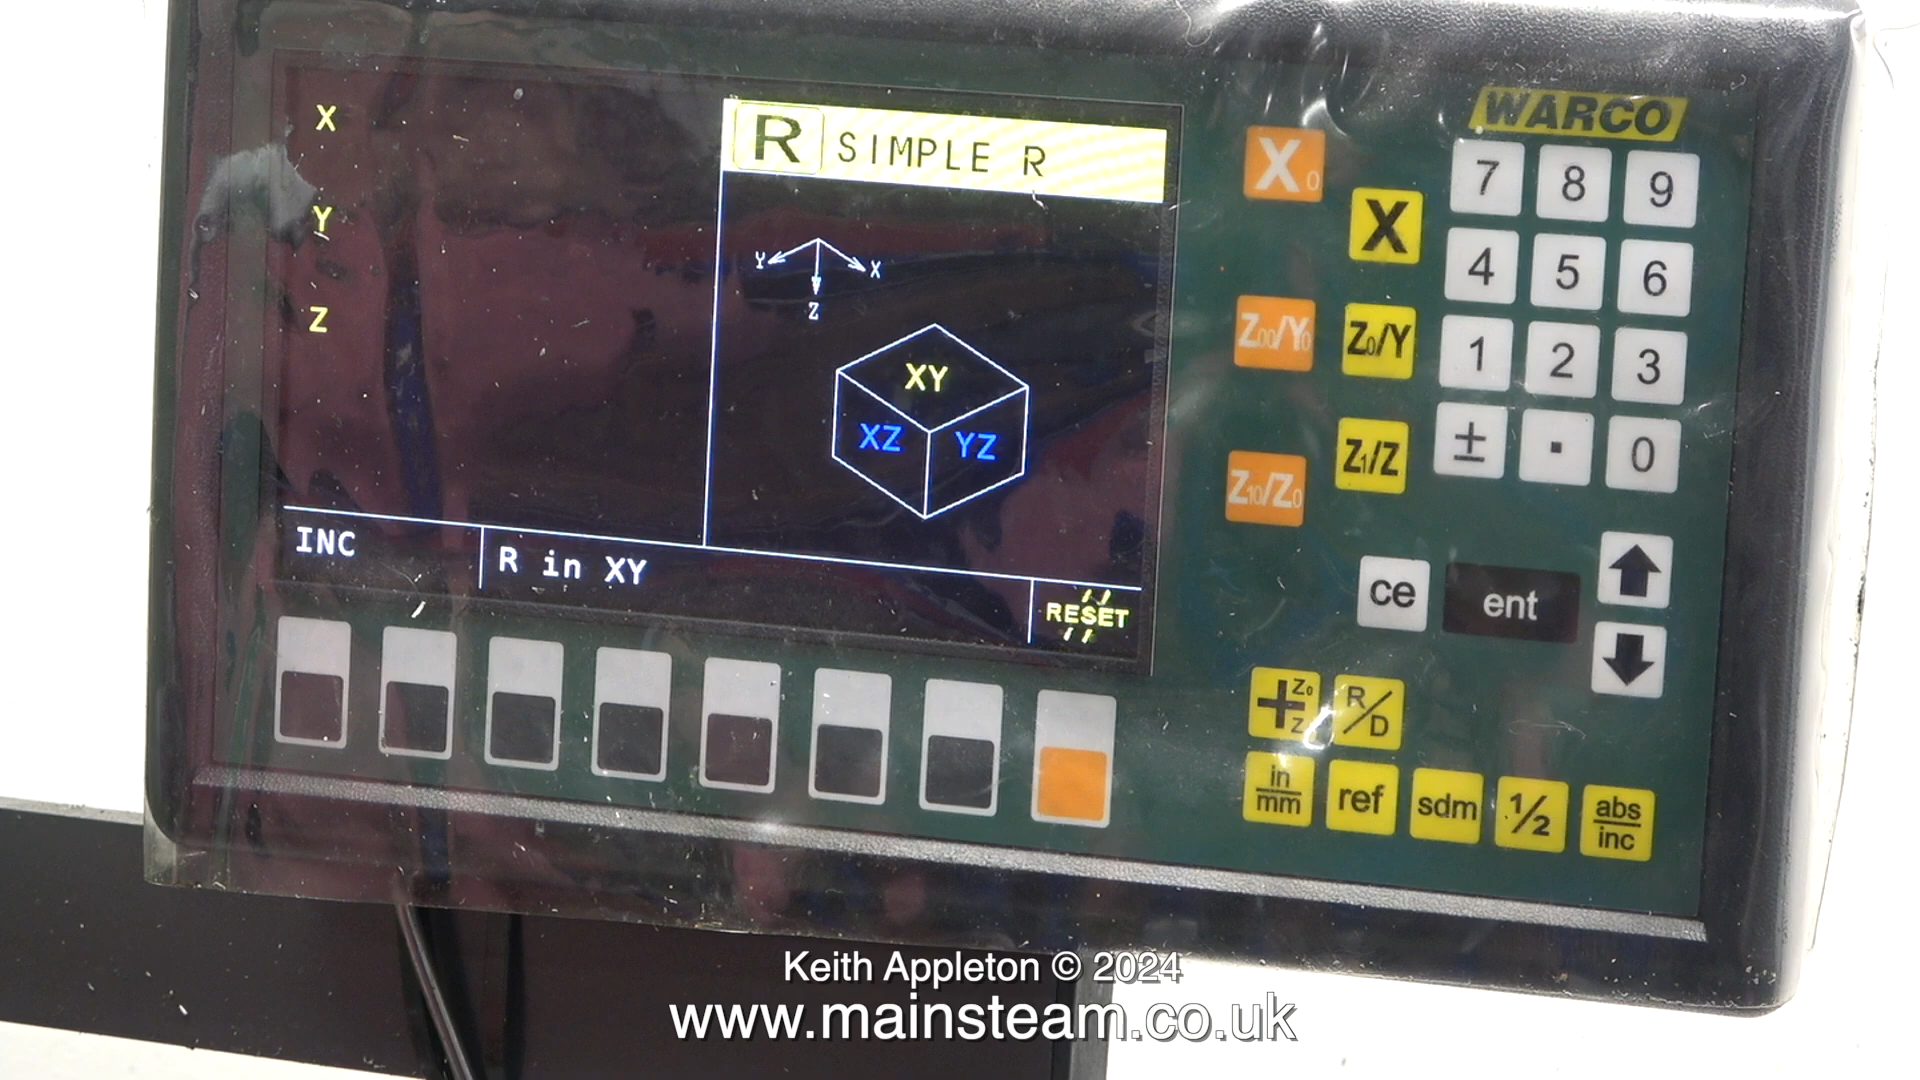 X
Y
Z
R SIMPLE R
Y X
Z
XY
XZ YZ
INC
R in XY
RESET
WARCO
X0
X
7 8 9
Z00/Y0
Z0/Y
4 5 6
1 2 3
Z10/Z0
Z1/Z
± . 0
ce ent
+ Z0
Z
R/D
in
mm
ref
sdm
1/2
abs
inc
Keith Appleton © 2024
www.mainsteam.co.uk